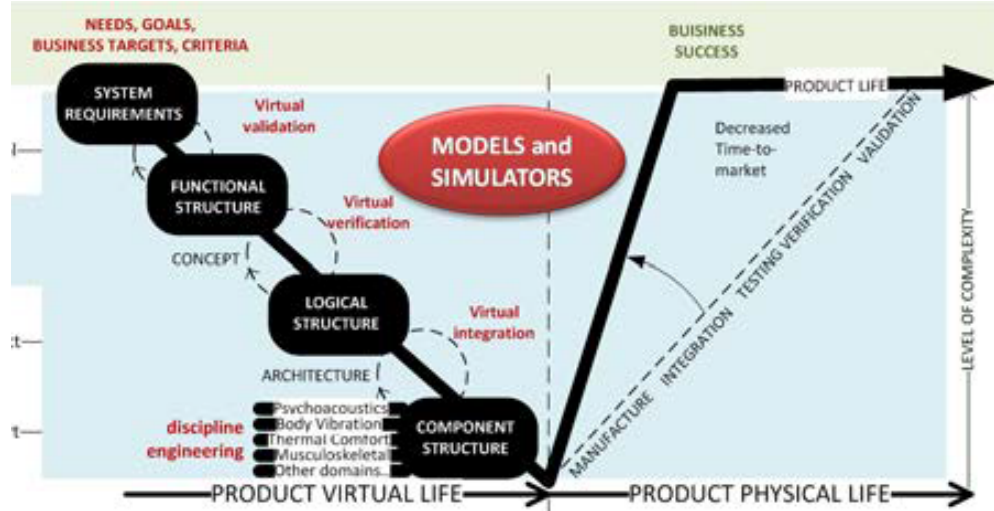 NEEDS, GOALS,
BUSINESS TARGETS, CRITERIA
BUISINESS
SUCCESS
SYSTEM
REQUIREMENTS
Virtual
validation
MODELS and
SIMULATORS
PRODUCT LIFE
Decreased
Time-to-
market
FUNCTIONAL
STRUCTURE
Virtual
verification
CONCEPT
LOGICAL
STRUCTURE
Virtual
integration
ARCHITECTURE
discipline
engineering
Psychoacoustics
Body Vibration
Thermal Comfort
Musculoskeletal
Other domains..
COMPONENT
STRUCTURE
MANUFACTURE INTEGRATION TESTING VERIFICATION VALIDATION
LEVEL OF COMPLEXITY
PRODUCT VIRTUAL LIFE
PRODUCT PHYSICAL LIFE